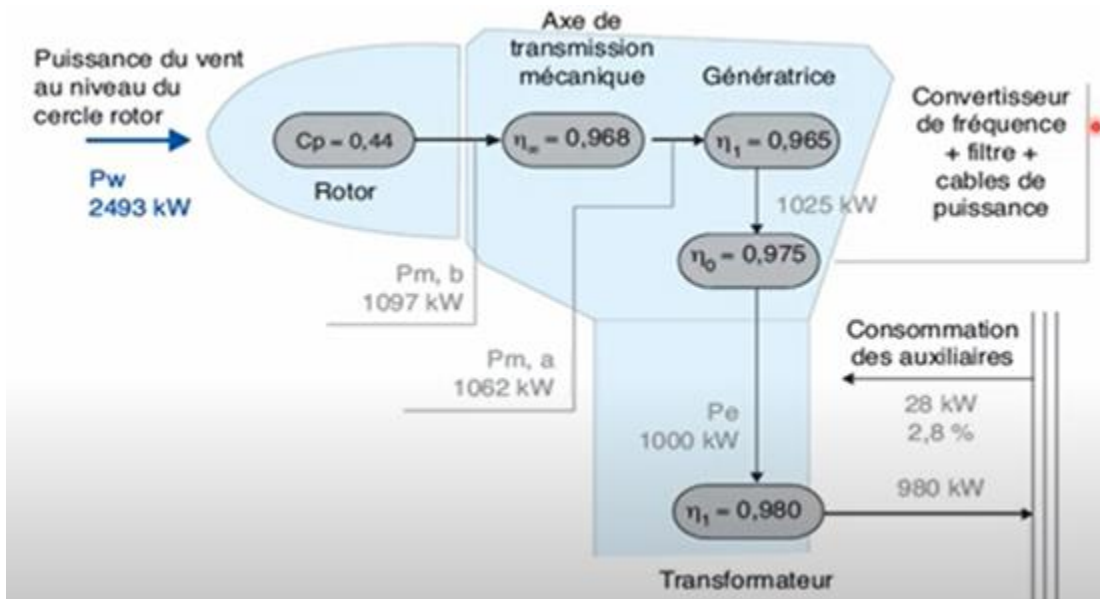 Puissance du vent
au niveau du
cercle rotor
Pw
2493 kW
Cp = 0,44
Rotor
Axe de
transmission
mécanique
η_m = 0,968
Génératrice
η₁ = 0,965
1025 kW
η₀ = 0,975
Convertisseur
de fréquence
+ filtre +
cables de
puissance
Pm, b
1097 kW
Pm, a
1062 kW
Pe
1000 kW
Consommation
des auxiliaires
28 kW
2,8 %
980 kW
η₁ = 0,980
Transformateur